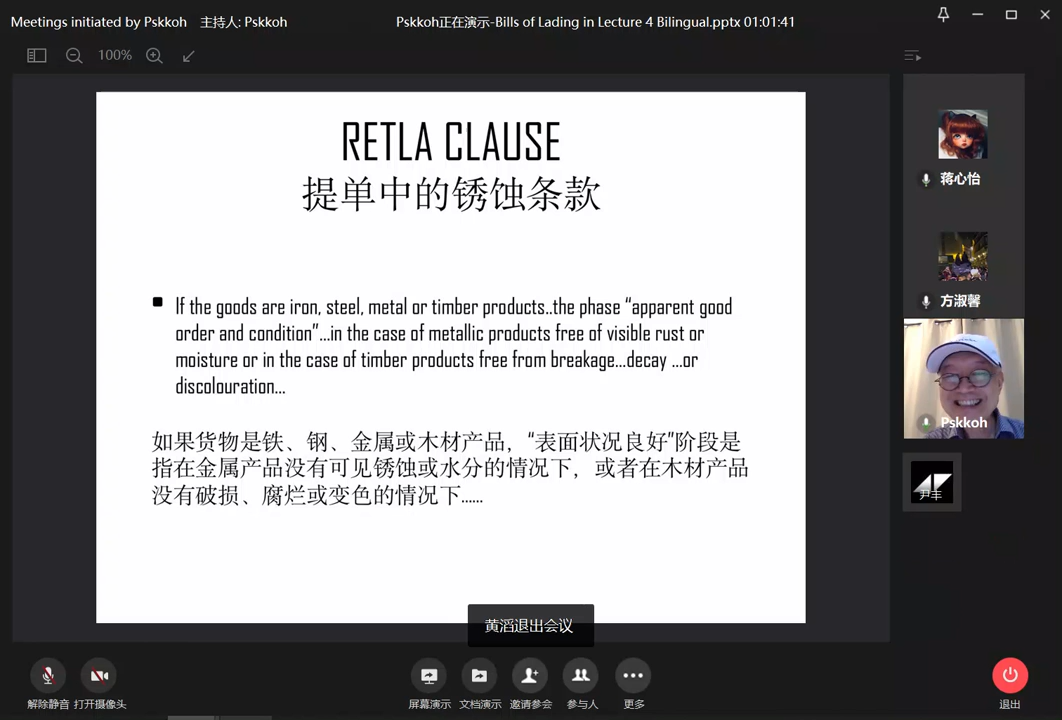 Meetings initiated by Pskkoh 主持人: Pskkoh
Pskkoh正在演示-Bills of Lading in Lecture 4 Bilingual.pptx 01:01:41
100%
RETLA CLAUSE
提单中的锈蚀条款
If the goods are iron, steel, metal or timber products..the phase “apparent good
order and condition”...in the case of metallic products free of visible rust or
moisture or in the case of timber products free from breakage...decay ...or
discolouration...
如果货物是铁、钢、金属或木材产品，“表面状况良好”阶段是
指在金属产品没有可见锈蚀或水分的情况下，或者在木材产品
没有破损、腐烂或变色的情况下......
蒋心怡
方淑馨
Pskkoh
尹丰
黄滔退出会议
解除静音 打开摄像头 屏幕演示 文档演示 邀请参会 参与人 更多 退出